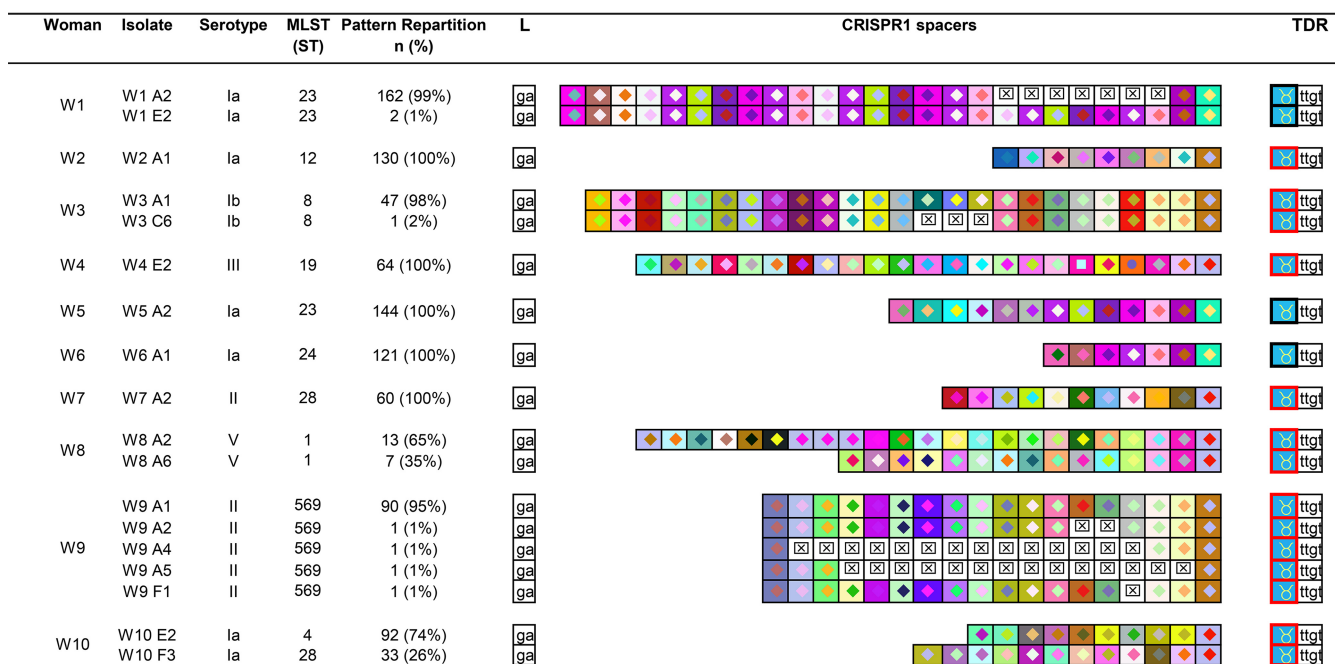 Woman Isolate Serotype MLST (ST) Pattern Repartition n (%) L CRISPR1 spacers TDR
W1
W1 A2 Ia 23 162 (99%) ga ttgt
W1 E2 Ia 23 2 (1%) ga ttgt
W2 W2 A1 Ia 12 130 (100%) ga ttgt
W3
W3 A1 Ib 8 47 (98%) ga ttgt
W3 C6 Ib 8 1 (2%) ga ttgt
W4 W4 E2 III 19 64 (100%) ga ttgt
W5 W5 A2 Ia 23 144 (100%) ga ttgt
W6 W6 A1 Ia 24 121 (100%) ga ttgt
W7 W7 A2 II 28 60 (100%) ga ttgt
W8
W8 A2 V 1 13 (65%) ga ttgt
W8 A6 V 1 7 (35%) ga ttgt
W9
W9 A1 II 569 90 (95%) ga ttgt
W9 A2 II 569 1 (1%) ga ttgt
W9 A4 II 569 1 (1%) ga ttgt
W9 A5 II 569 1 (1%) ga ttgt
W9 F1 II 569 1 (1%) ga ttgt
W10
W10 E2 Ia 4 92 (74%) ga ttgt
W10 F3 Ia 28 33 (26%) ga ttgt